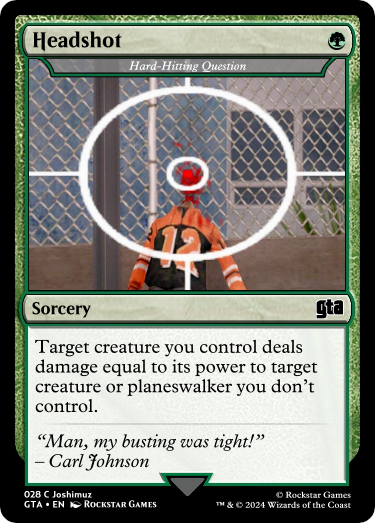 Headshot
Hard-Hitting Question
12
Sorcery
gta
Target creature you control deals
damage equal to its power to target
creature or planeswalker you don't
control.
“Man, my busting was tight!”
– Carl Johnson
028 C Joshimuz
GTA • EN Rockstar Games
© Rockstar Games
™ & © 2024 Wizards of the Coast